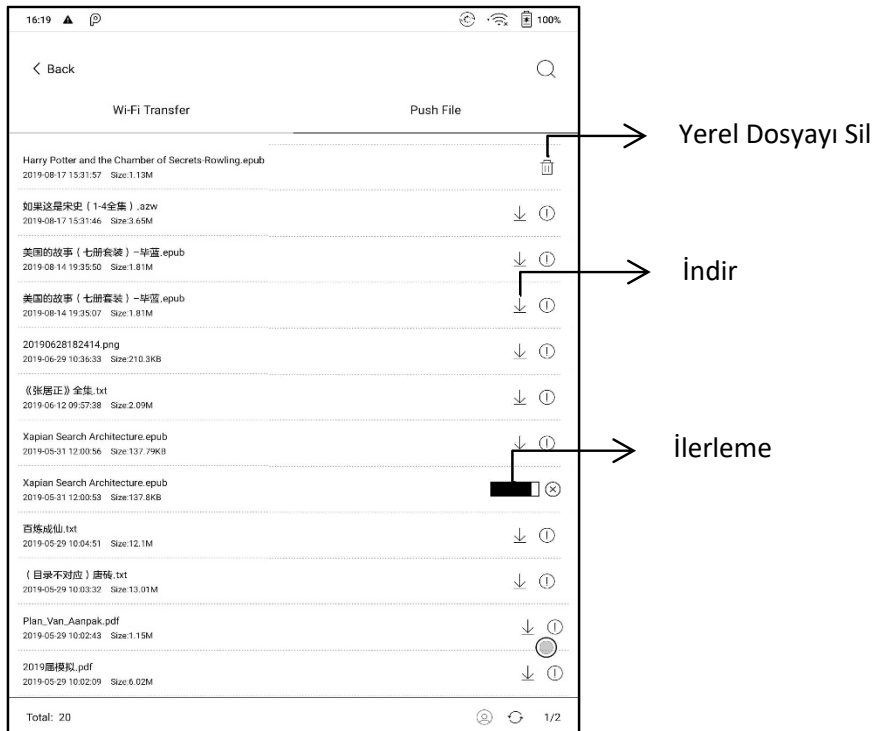 16:19 100%
Back
Wi-Fi Transfer Push File
Harry Potter and the Chamber of Secrets-Rowling.epub
2019-08-17 15:31:57 Size:1.13M
Yerel Dosyayı Sil
如果这是宋史（1-4全集）.azw
2019-08-17 15:31:46 Size:3.65M
美国的故事（七册套装）–毕蓝.epub
2019-08-14 19:35:50 Size:1.81M
İndir
美国的故事（七册套装）–毕蓝.epub
2019-08-14 19:35:07 Size:1.81M
20190628182414.png
2019-06-29 10:36:33 Size:210.3KB
《张居正》全集.txt
2019-06-12 09:57:38 Size:2.09M
Xapian Search Architecture.epub
2019-05-31 12:00:56 Size:137.79KB
İlerleme
Xapian Search Architecture.epub
2019-05-31 12:00:53 Size:137.8KB
百炼成仙.txt
2019-05-29 10:04:51 Size:12.1M
（目录不对应）唐砖.txt
2019-05-29 10:03:32 Size:13.01M
Plan_Van_Aanpak.pdf
2019-05-29 10:02:43 Size:1.15M
2019届模拟.pdf
2019-05-29 10:02:09 Size:6.02M
Total: 20 1/2